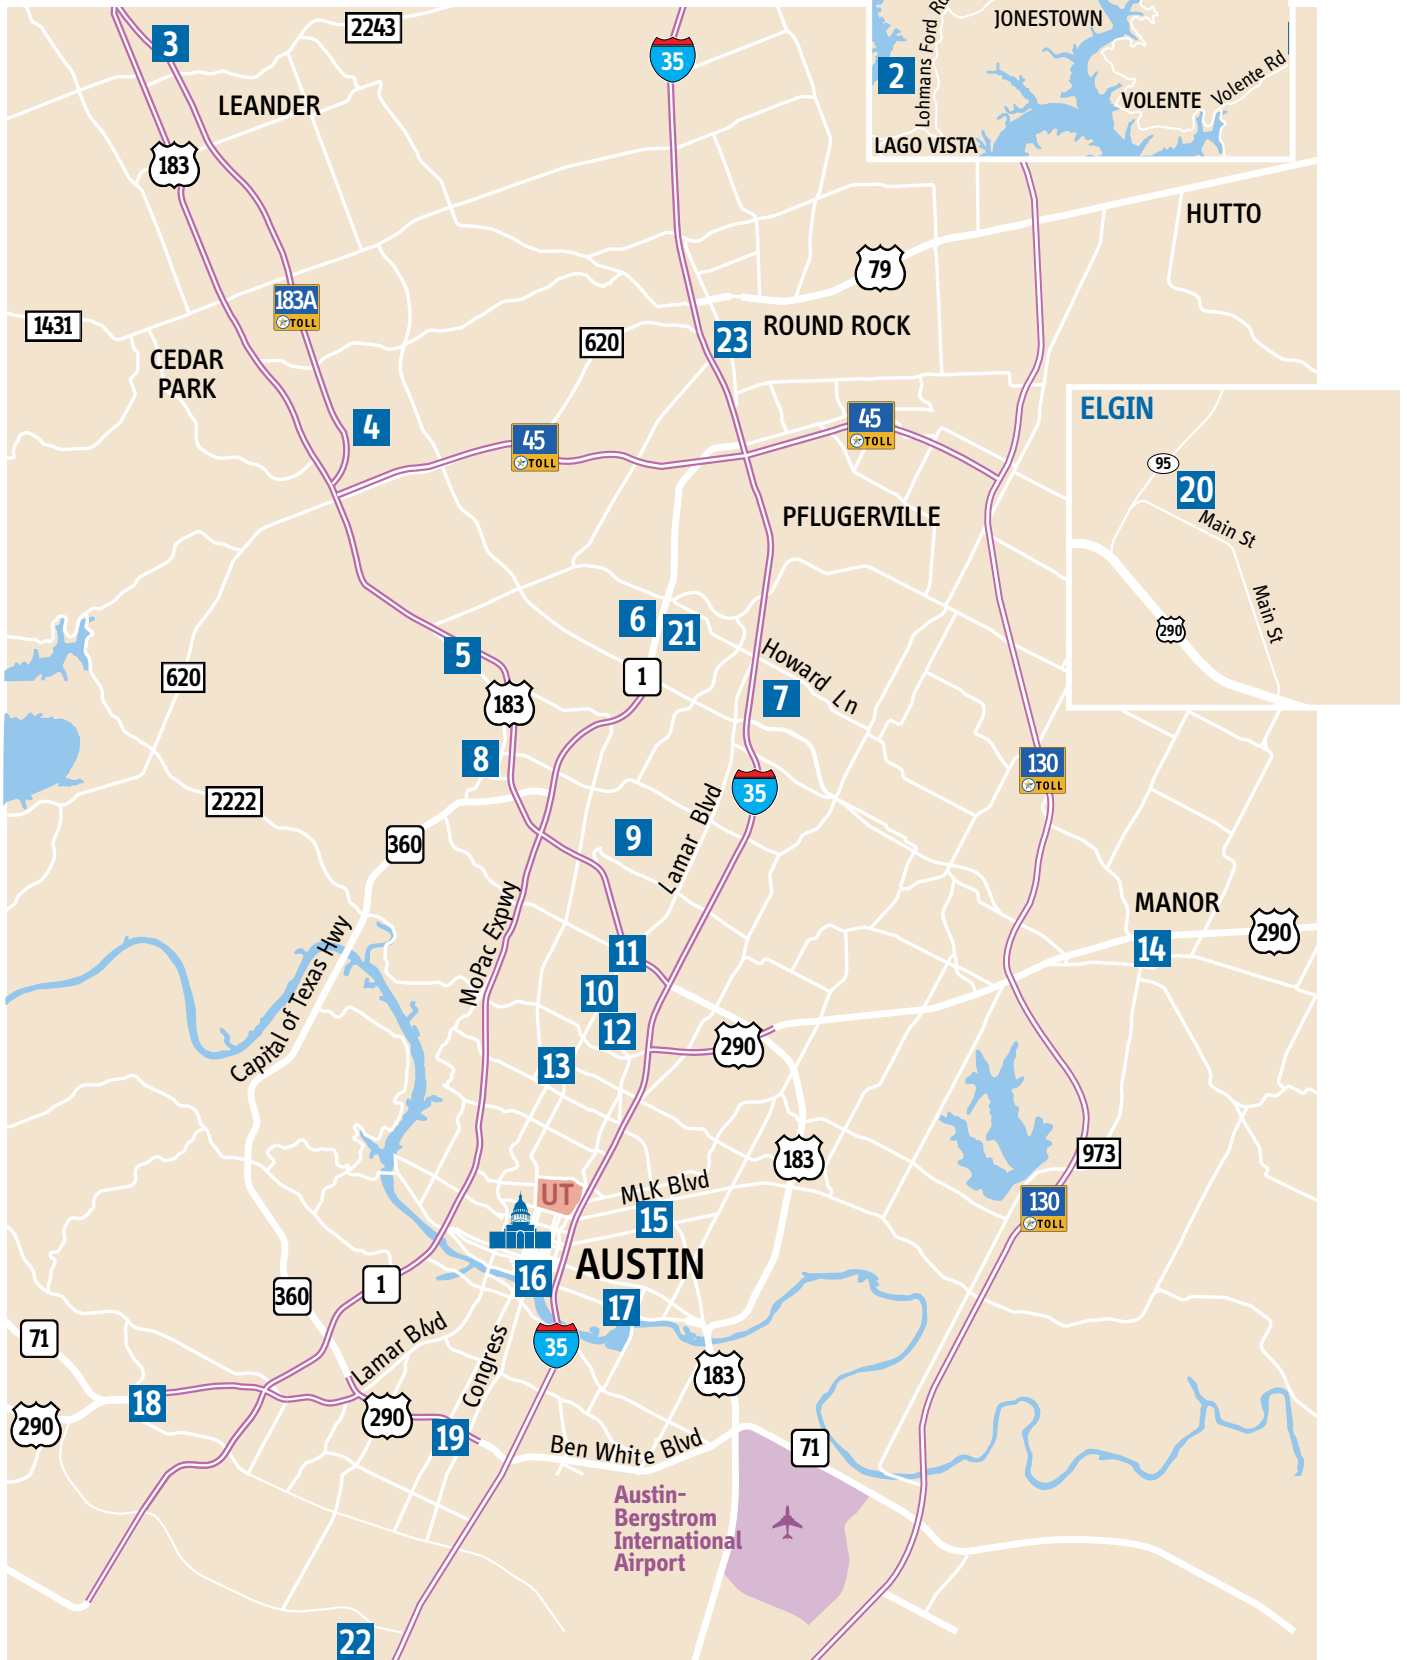 JONESTOWN
3
2243
35
Lohmans Ford Rd
2
VOLENTE
Volente Rd
LEANDER
LAGO VISTA
183
HUTTO
79
183A
TOLL
1431
ROUND ROCK
620
23
CEDAR
PARK
ELGIN
4
45
TOLL
45
TOLL
95
20
Main St
PFLUGERVILLE
Main St
290
6
21
5
Howard Ln
620
1
7
183
8
130
TOLL
35
2222
Lamar Blvd
9
360
MANOR
290
14
MoPac Expwy
Capital of Texas Hwy
11
10
12
290
13
973
183
UT
MLK Blvd
130
TOLL
15
AUSTIN
16
360
1
17
71
Lamar Blvd
35
Congress
183
18
290
290
19
Ben White Blvd
71
Austin-
Bergstrom
International
Airport
22